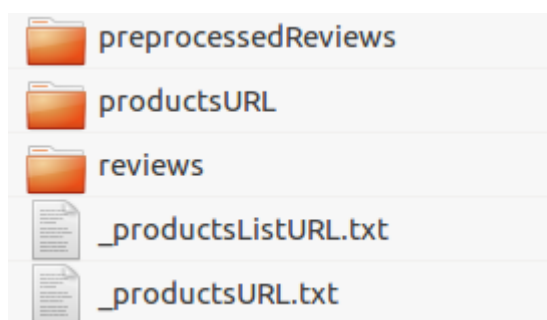 preprocessedReviews
productsURL
reviews
_productsListURL.txt
_productsURL.txt